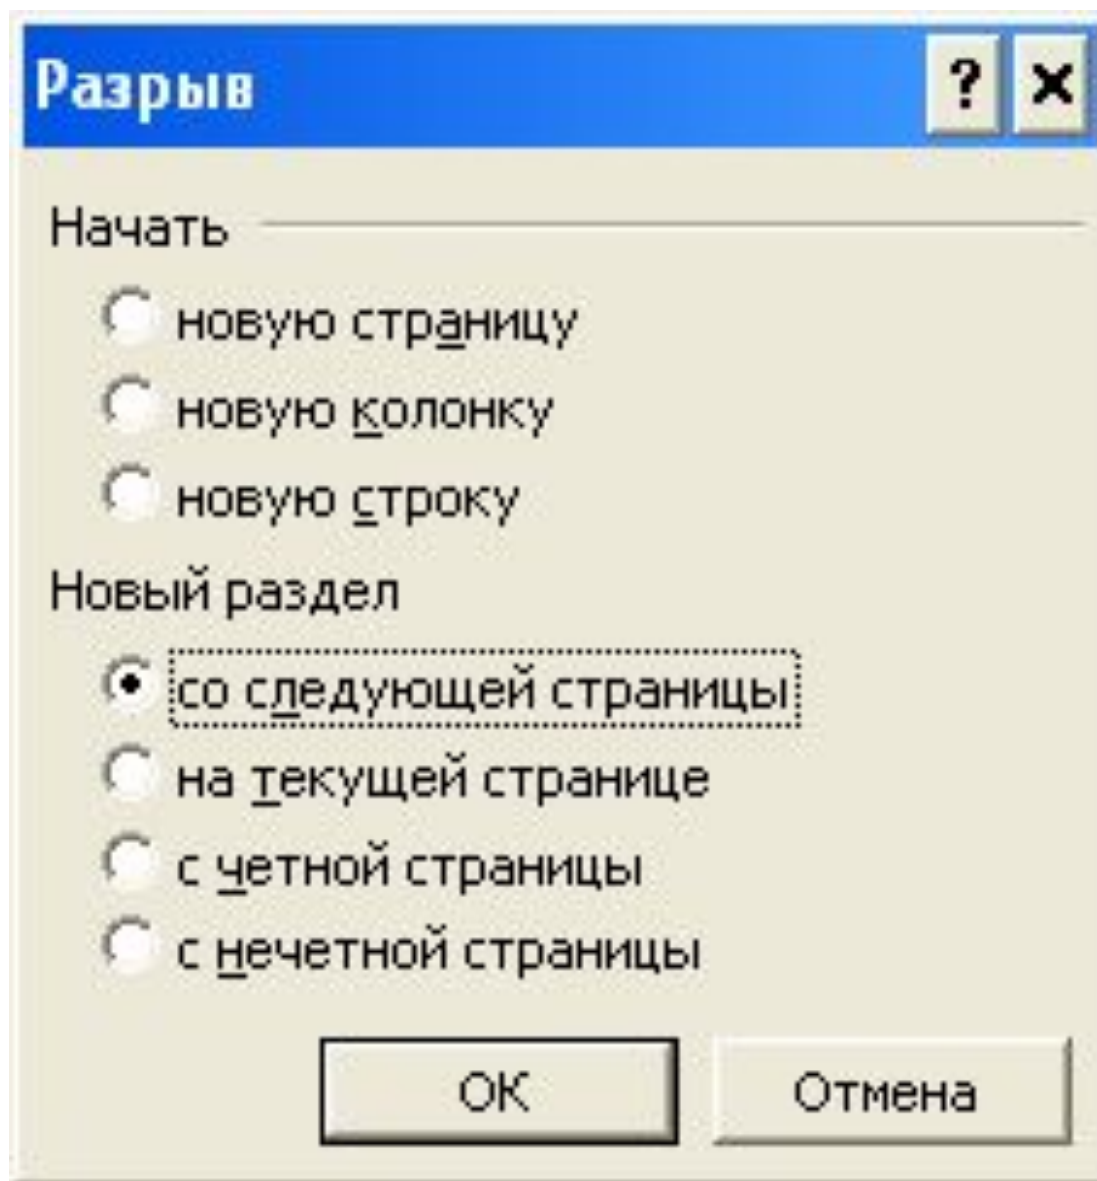 Разрыв
Начать
новую страницу
новую колонку
новую строку
Новый раздел
со следующей страницы
на текущей странице
с четной страницы
с нечетной страницы
ОК Отмена